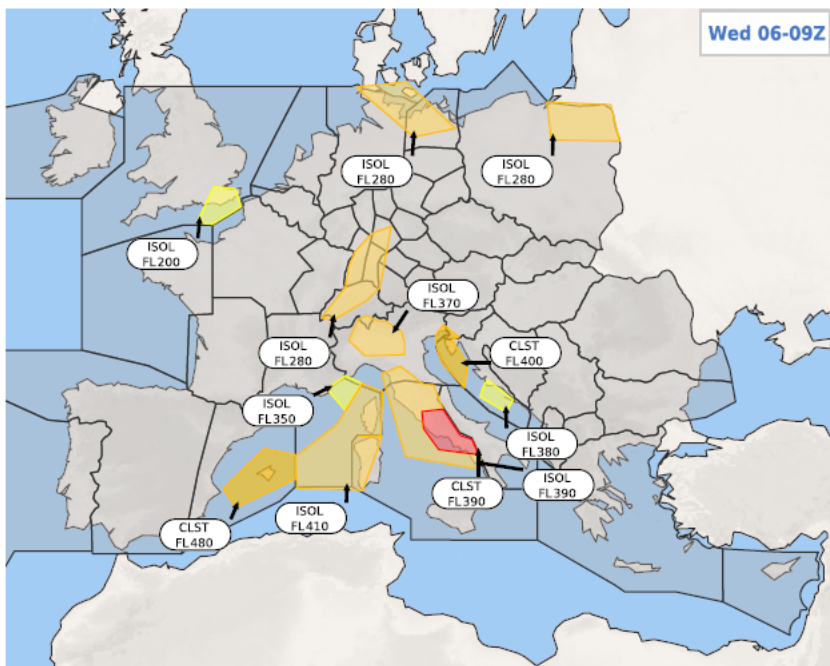 Wed 06-09Z
ISOL
FL280
ISOL
FL280
ISOL
FL200
ISOL
FL370
ISOL
FL280
CLST
FL400
ISOL
FL350
ISOL
FL380
ISOL
FL390
CLST
FL390
ISOL
FL410
CLST
FL480